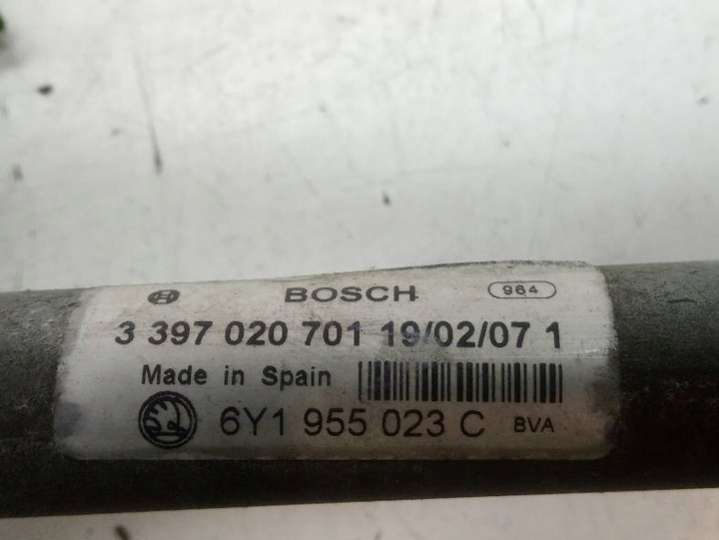 BOSCH 964
3 397 020 701 19/02/07 1
Made in Spain
6Y1 955 023 C BVA